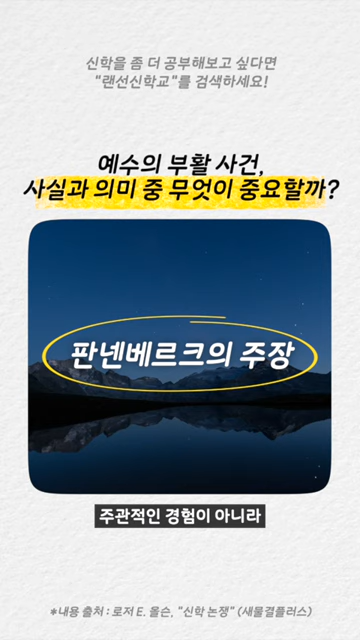 신학을 좀 더 공부해보고 싶다면
"랜선신학교"를 검색하세요!
예수의 부활 사건,
사실과 의미 중 무엇이 중요할까?
판넨베르크의 주장
주관적인 경험이 아니라
*내용 출처 : 로저 E. 올슨, "신학 논쟁" (새물결플러스)